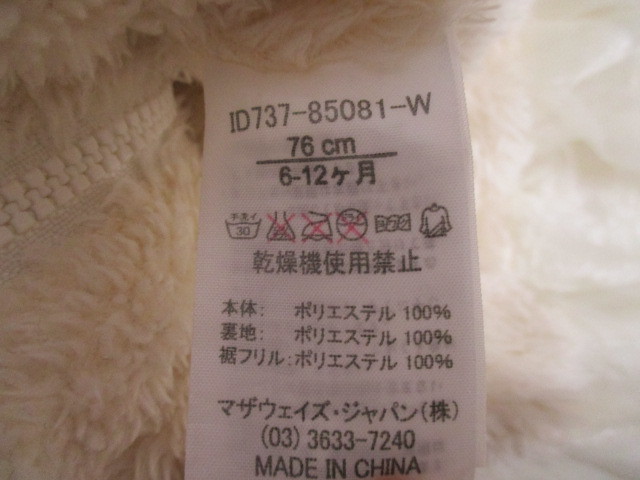 ID737-85081-W
76 cm
6-12ヶ月
手洗イ
30
乾燥機使用禁止
本体: ポリエステル 100%
裏地: ポリエステル 100%
裾フリル: ポリエステル 100%
マザウェイズ・ジャパン(株)
(03) 3633-7240
MADE IN CHINA